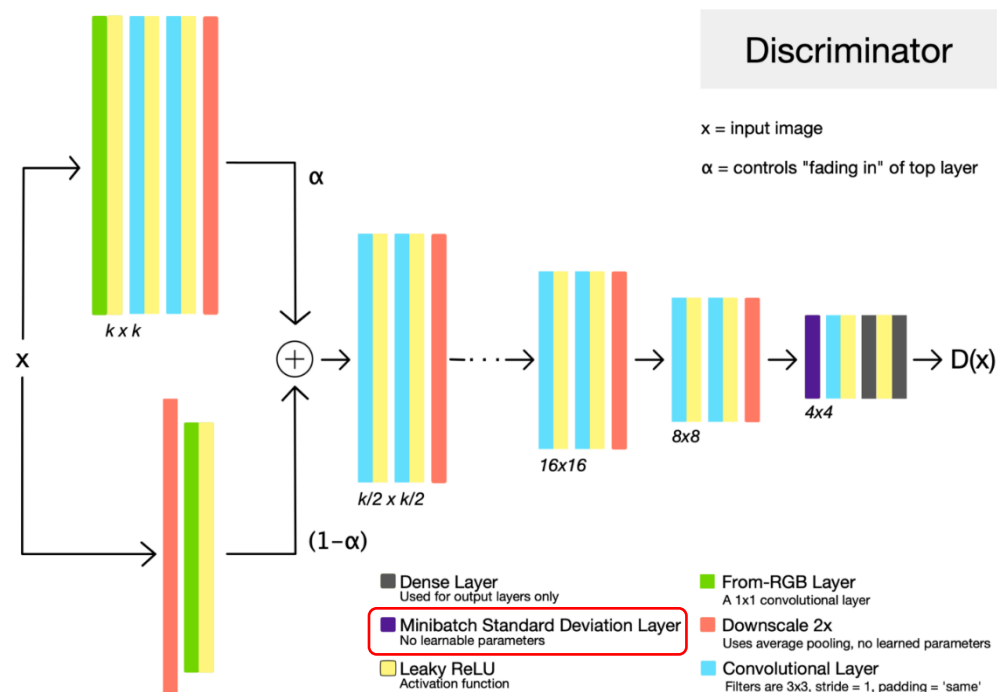 Discriminator
x = input image
α = controls "fading in" of top layer
α
k x k
x
D(x)
4x4
8x8
16x16
k/2 x k/2
(1-α)
Dense Layer
Used for output layers only
Minibatch Standard Deviation Layer
No learnable parameters
Leaky ReLU
Activation function
From-RGB Layer
A 1x1 convolutional layer
Downscale 2x
Uses average pooling, no learned parameters
Convolutional Layer
Filters are 3x3, stride = 1, padding = 'same'